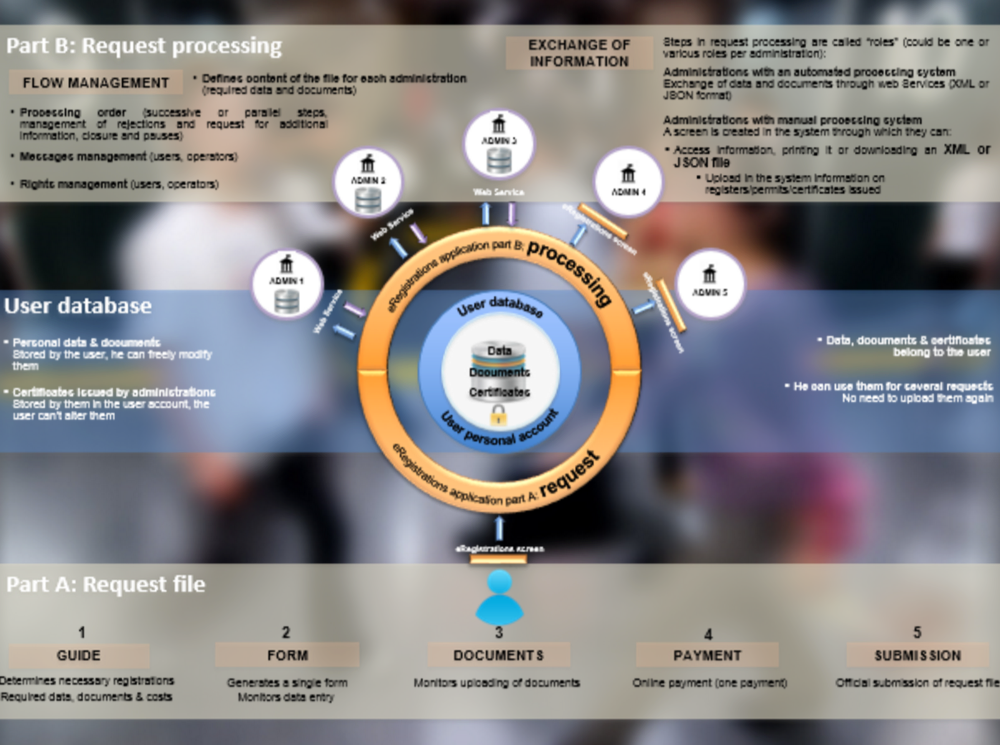 Part B: Request processing
FLOW MANAGEMENT
• Defines content of the file for each administration
(required data and documents)
• Processing order (successive or parallel steps,
management of rejections and request for additional
information, closure and pauses)
• Messages management (users, operators)
• Rights management (users, operators)
EXCHANGE OF
INFORMATION
Steps in request processing are called "roles" (could be one or
various roles per administration):
Administrations with an automated processing system
Exchange of data and documents through web Services (XML or
JSON format)
Administrations with manual processing system
A screen is created in the system through which they can:
• Access information, printing it or downloading an XML or
JSON file
• Upload in the system information on
registers/permits/certificates issued
ADMIN 1
Web Service
ADMIN 2
Web Service
ADMIN 3
Web Service
ADMIN 4
eRegistrations screen
ADMIN 5
eRegistrations screen
eRegistrations application part B: processing
User database
Data
Documents
Certificates
User personal account
eRegistrations application part A: request
eRegistrations screen
User database
• Personal data & documents
Stored by the user, he can freely modify
them
• Certificates issued by administrations
Stored by them in the user account, the
user can't alter them
• Data, documents & certificates
belong to the user
• He can use them for several requests
No need to upload them again
Part A: Request file
1
GUIDE
Determines necessary registrations
Required data, documents & costs
2
FORM
Generates a single form
Monitors data entry
3
DOCUMENTS
Monitors uploading of documents
4
PAYMENT
Online payment (one payment)
5
SUBMISSION
Official submission of request file